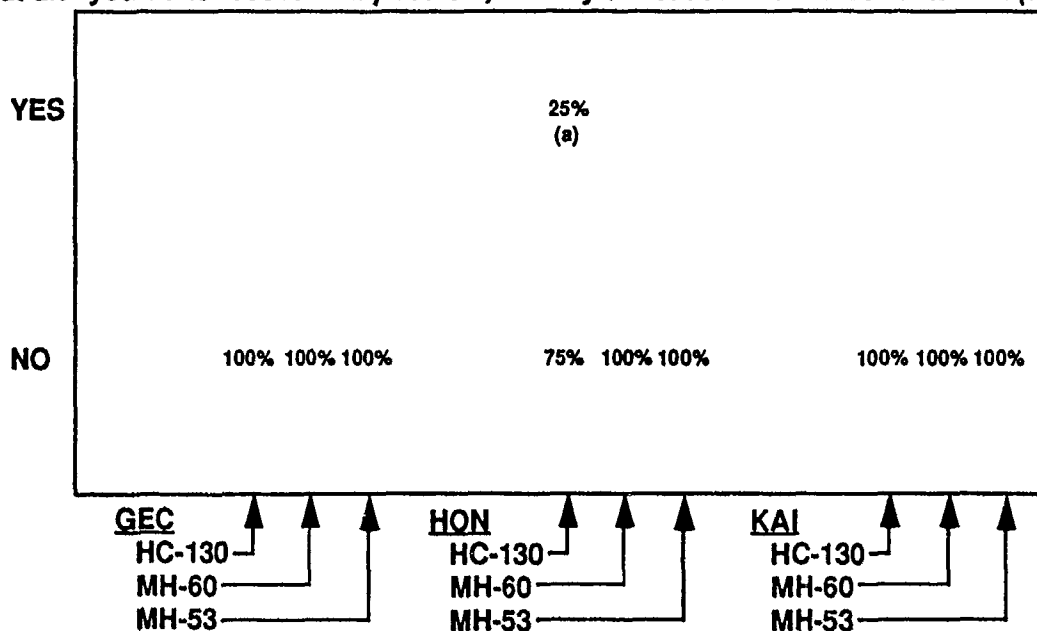 YES 25%
(a)
NO 100% 100% 100% 75% 100% 100% 100% 100% 100%
GEC HON KAI
HC-130 HC-130 HC-130
MH-60 MH-60 MH-60
MH-53 MH-53 MH-53